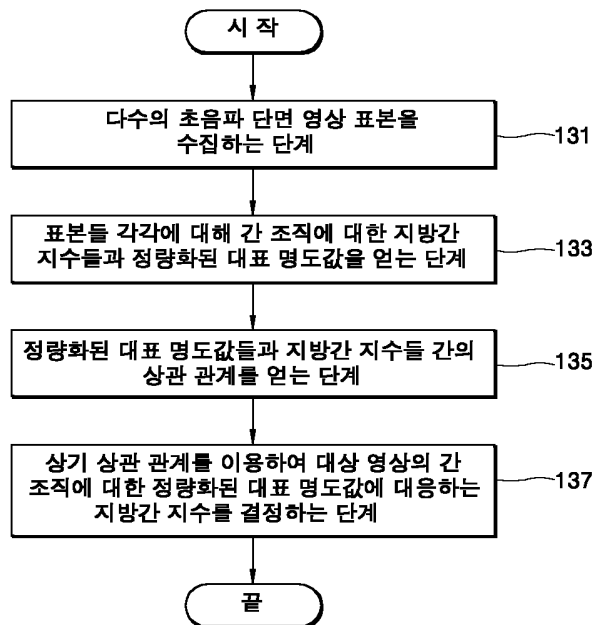 시 작
다수의 초음파 단면 영상 표본을
수집하는 단계
131
표본들 각각에 대해 간 조직에 대한 지방간
지수들과 정량화된 대표 명도값을 얻는 단계
133
정량화된 대표 명도값들과 지방간 지수들 간의
상관 관계를 얻는 단계
135
상기 상관 관계를 이용하여 대상 영상의 간
조직에 대한 정량화된 대표 명도값에 대응하는
지방간 지수를 결정하는 단계
137
끝